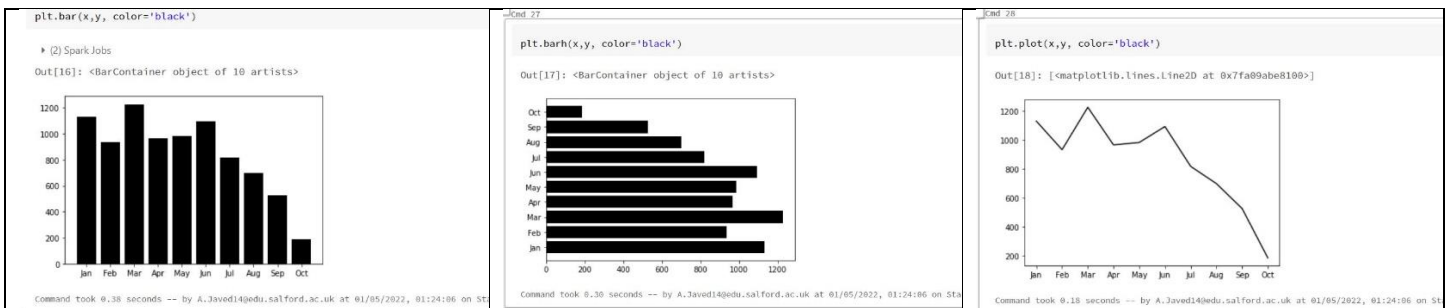 plt.bar(x,y, color='black')
(2) Spark Jobs
Out[16]: <BarContainer object of 10 artists>
1200
1000
800
600
400
200
0
Jan Feb Mar Apr May Jun Jul Aug Sep Oct
Command took 0.38 seconds -- by A.Javed14@edu.salford.ac.uk at 01/05/2022, 01:24:06 on Sta
Cmd 27
plt.barh(x,y, color='black')
Out[17]: <BarContainer object of 10 artists>
Oct
Sep
Aug
Jul
Jun
May
Apr
Mar
Feb
Jan
0 200 400 600 800 1000 1200
Command took 0.30 seconds -- by A.Javed14@edu.salford.ac.uk at 01/05/2022, 01:24:06 on Sta
Cmd 28
plt.plot(x,y, color='black')
Out[18]: [<matplotlib.lines.Line2D at 0x7fa09abe8100>]
1200
1000
800
600
400
200
Jan Feb Mar Apr May Jun Jul Aug Sep Oct
Command took 0.18 seconds -- by A.Javed14@edu.salford.ac.uk at 01/05/2022, 01:24:06 on Sta